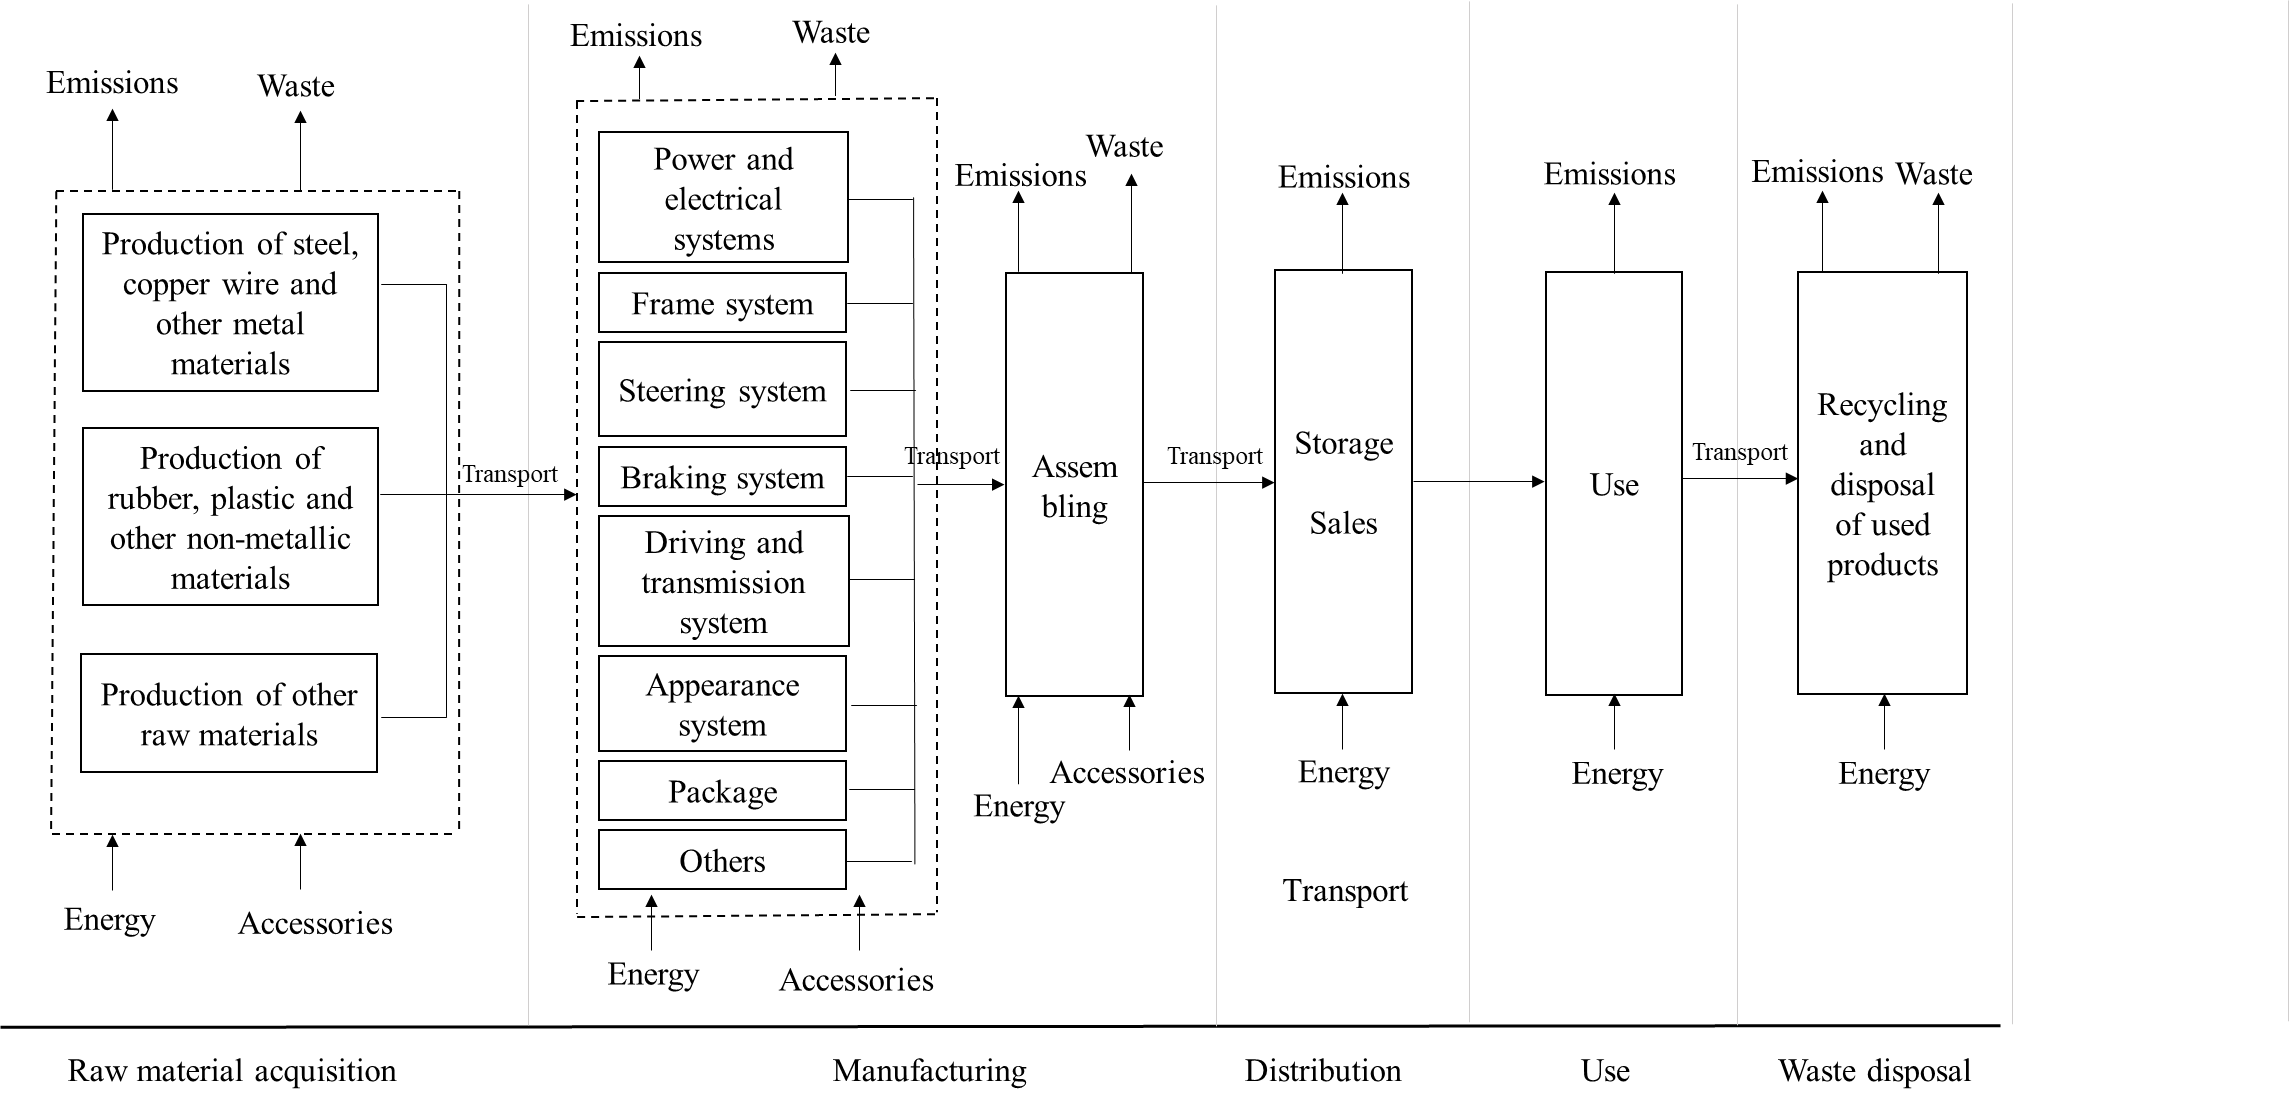 Emissions
Waste
Production of steel,
copper wire and
other metal
materials
Production of
rubber, plastic and
other non-metallic
materials
Production of other
raw materials
Energy
Accessories
Transport
Emissions
Waste
Power and
electrical
systems
Frame system
Steering system
Braking system
Driving and
transmission
system
Appearance
system
Package
Others
Energy
Accessories
Transport
Emissions
Waste
Assem
bling
Energy
Accessories
Transport
Emissions
Storage
Sales
Energy
Transport
Emissions
Use
Energy
Transport
Emissions
Waste
Recycling
and
disposal
of used
products
Energy
Raw material acquisition
Manufacturing
Distribution
Use
Waste disposal